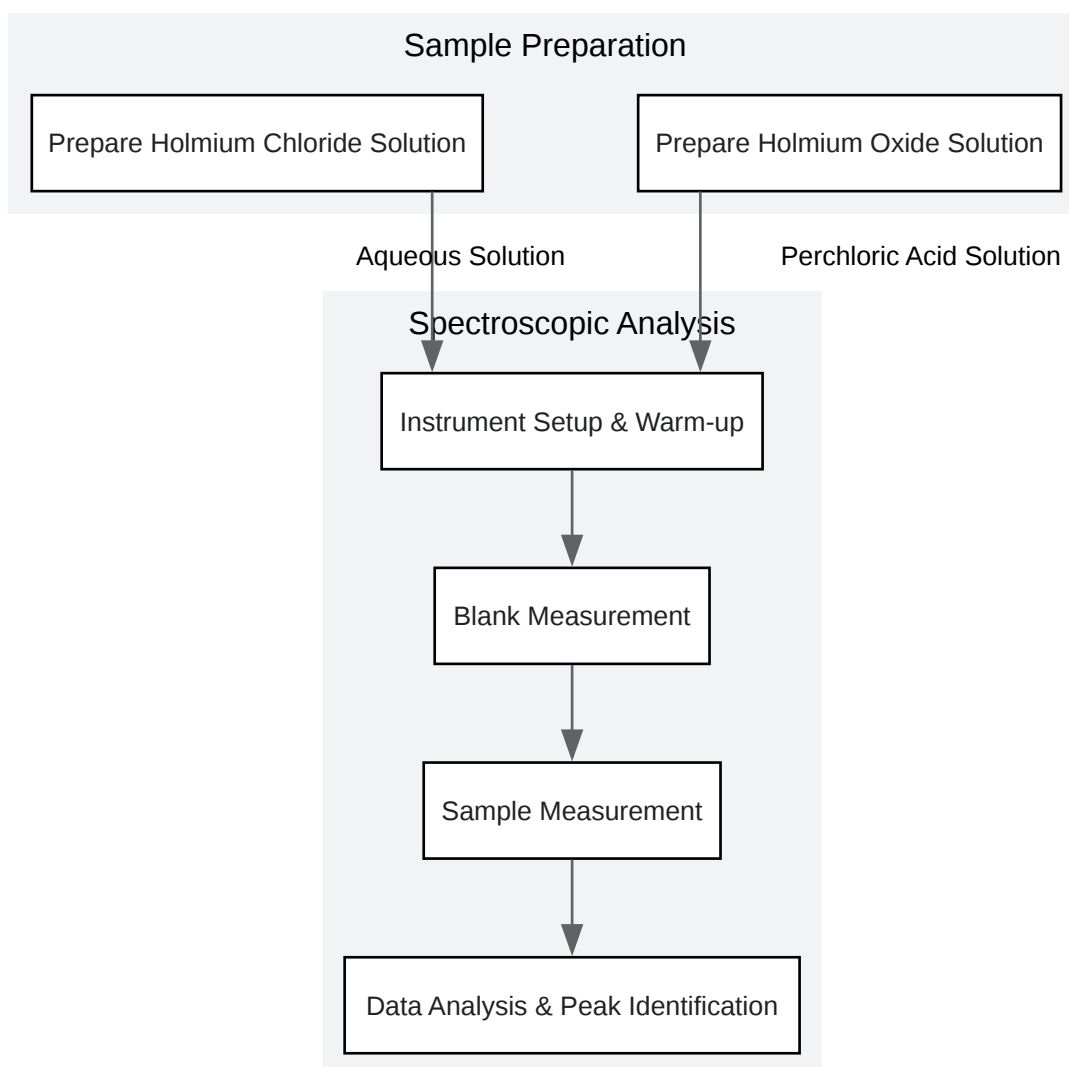 Sample Preparation
Prepare Holmium Chloride Solution
Prepare Holmium Oxide Solution
Aqueous Solution
Perchloric Acid Solution
Spectroscopic Analysis
Instrument Setup & Warm-up
Blank Measurement
Sample Measurement
Data Analysis & Peak Identification